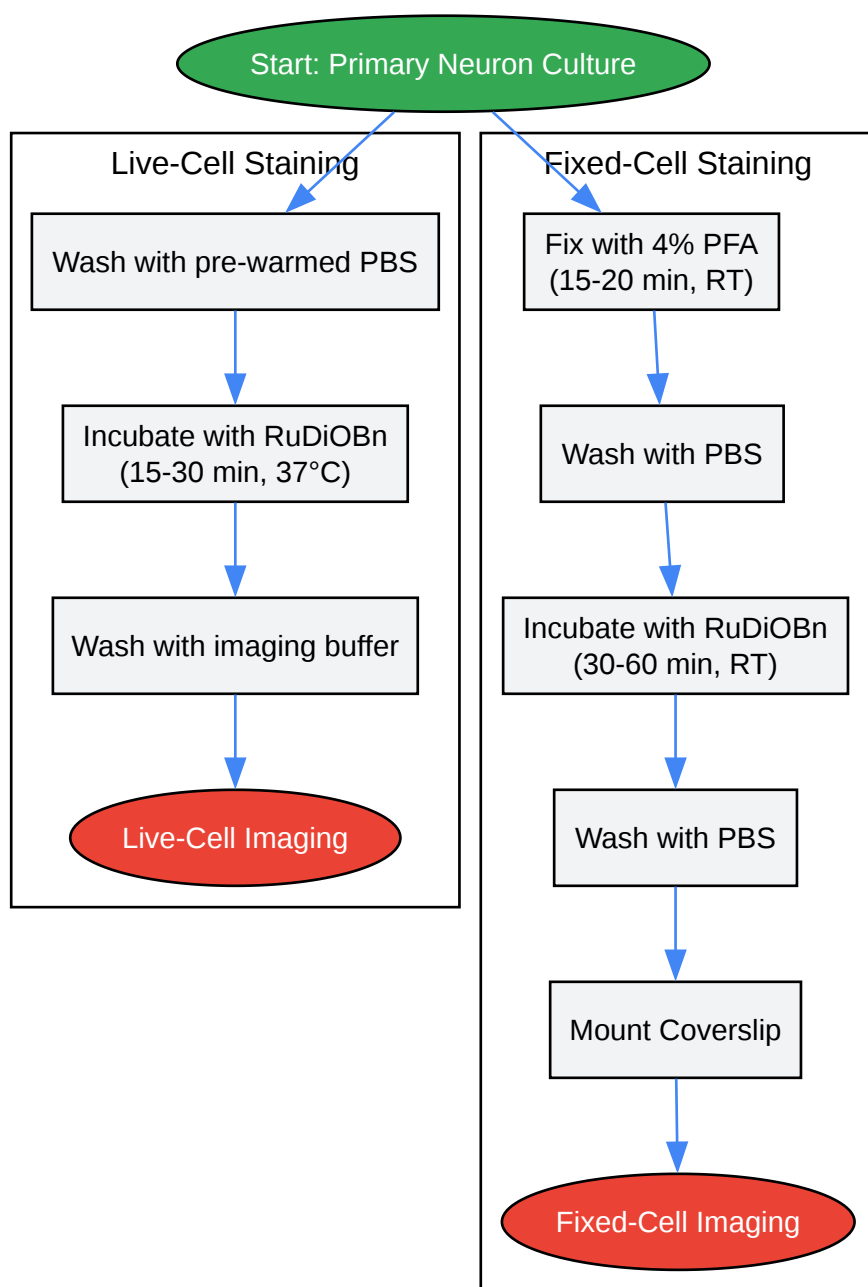 Start: Primary Neuron Culture
Live-Cell Staining
Wash with pre-warmed PBS
Incubate with RuDiOBn
(15-30 min, 37°C)
Wash with imaging buffer
Live-Cell Imaging
Fixed-Cell Staining
Fix with 4% PFA
(15-20 min, RT)
Wash with PBS
Incubate with RuDiOBn
(30-60 min, RT)
Wash with PBS
Mount Coverslip
Fixed-Cell Imaging